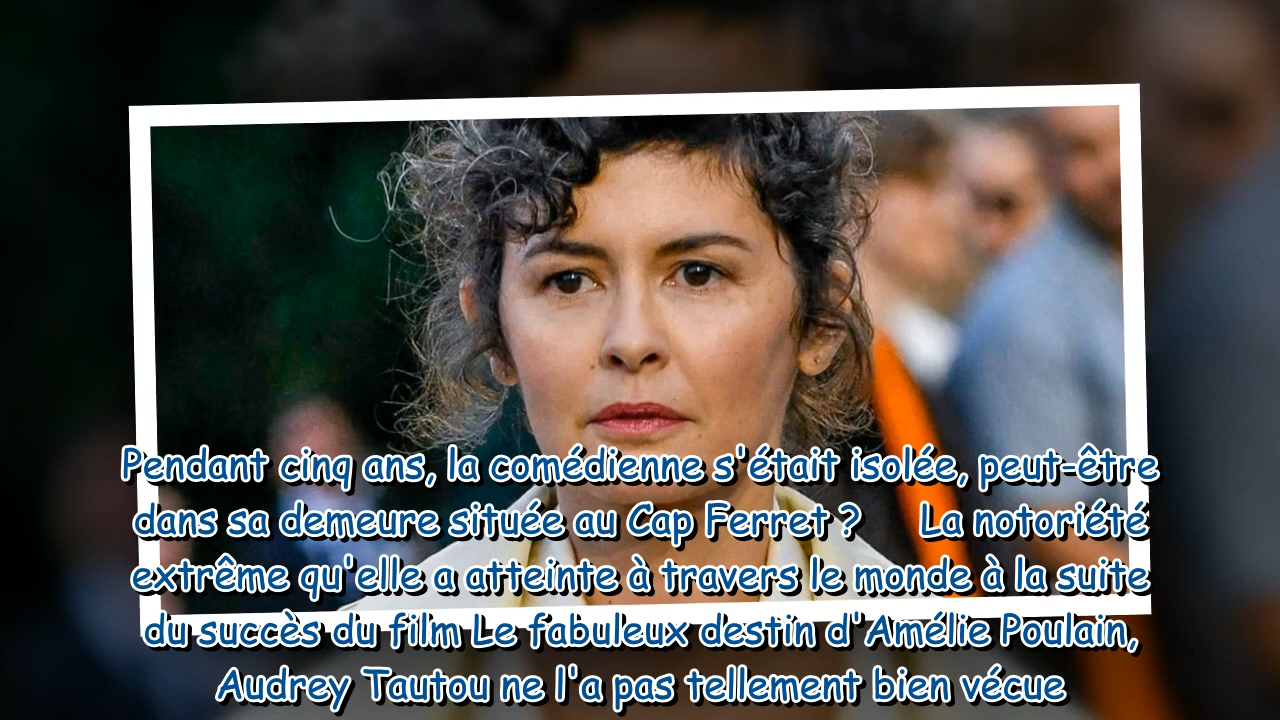 Pendant cinq ans, la comédienne s'était isolée, peut-être
dans sa demeure située au Cap Ferret ? La notoriété
extrême qu'elle a atteinte à travers le monde à la suite
du succès du film Le fabuleux destin d'Amélie Poulain,
Audrey Tautou ne l'a pas tellement bien vécue